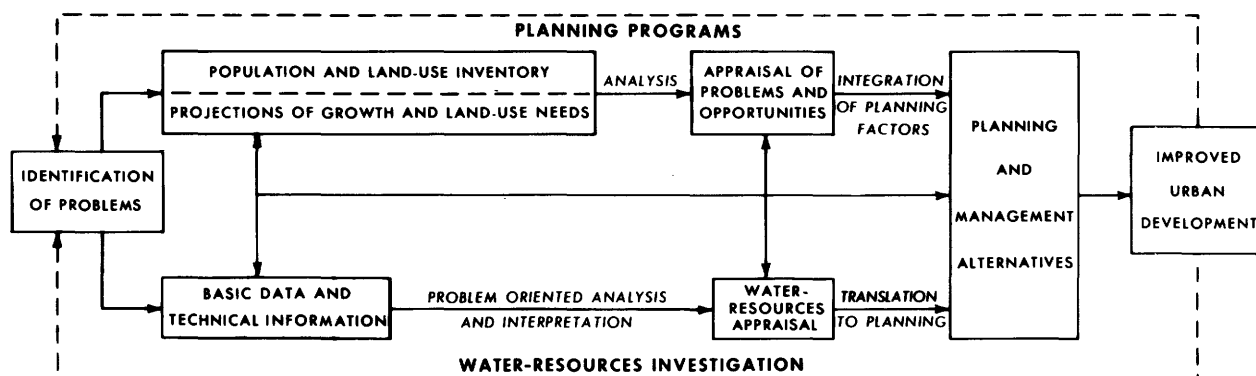 PLANNING PROGRAMS
POPULATION AND LAND-USE INVENTORY
PROJECTIONS OF GROWTH AND LAND-USE NEEDS
ANALYSIS
APPRAISAL OF
PROBLEMS AND
OPPORTUNITIES
INTEGRATION
OF PLANNING
FACTORS
IDENTIFICATION
OF PROBLEMS
PLANNING
AND
MANAGEMENT
ALTERNATIVES
IMPROVED
URBAN
DEVELOPMENT
BASIC DATA AND
TECHNICAL INFORMATION
PROBLEM ORIENTED ANALYSIS
AND INTERPRETATION
WATER-
RESOURCES
APPRAISAL
TRANSLATION
TO PLANNING
WATER-RESOURCES INVESTIGATION